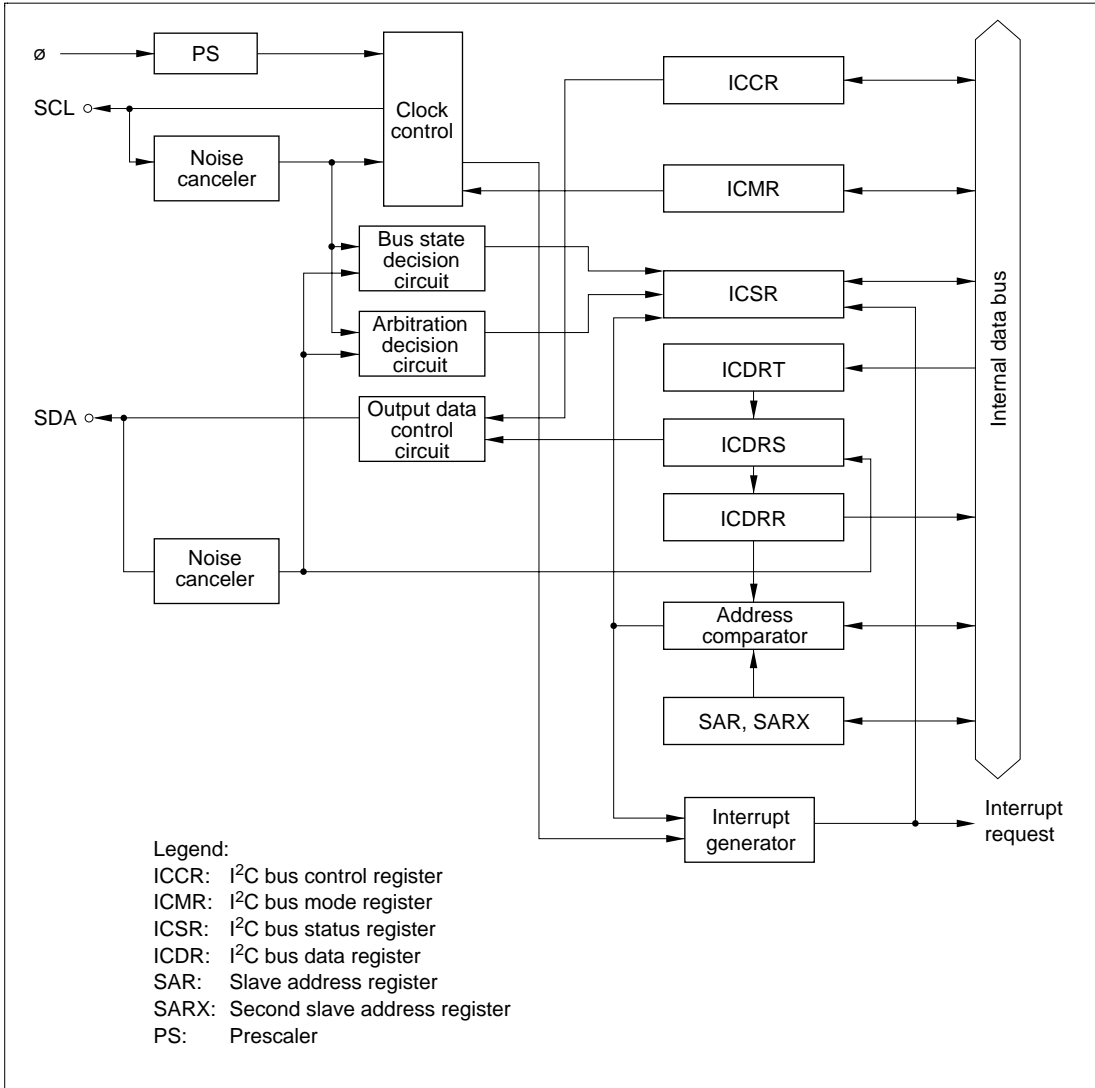 ø
PS
SCL
Clock
control
Noise
canceler
Bus state
decision
circuit
Arbitration
decision
circuit
SDA
Output data
control
circuit
Noise
canceler
ICCR
ICMR
ICSR
ICDRT
ICDRS
ICDRR
Address
comparator
SAR, SARX
Interrupt
generator
Internal data bus
Interrupt
request
Legend:
ICCR: I²C bus control register
ICMR: I²C bus mode register
ICSR: I²C bus status register
ICDR: I²C bus data register
SAR: Slave address register
SARX: Second slave address register
PS: Prescaler